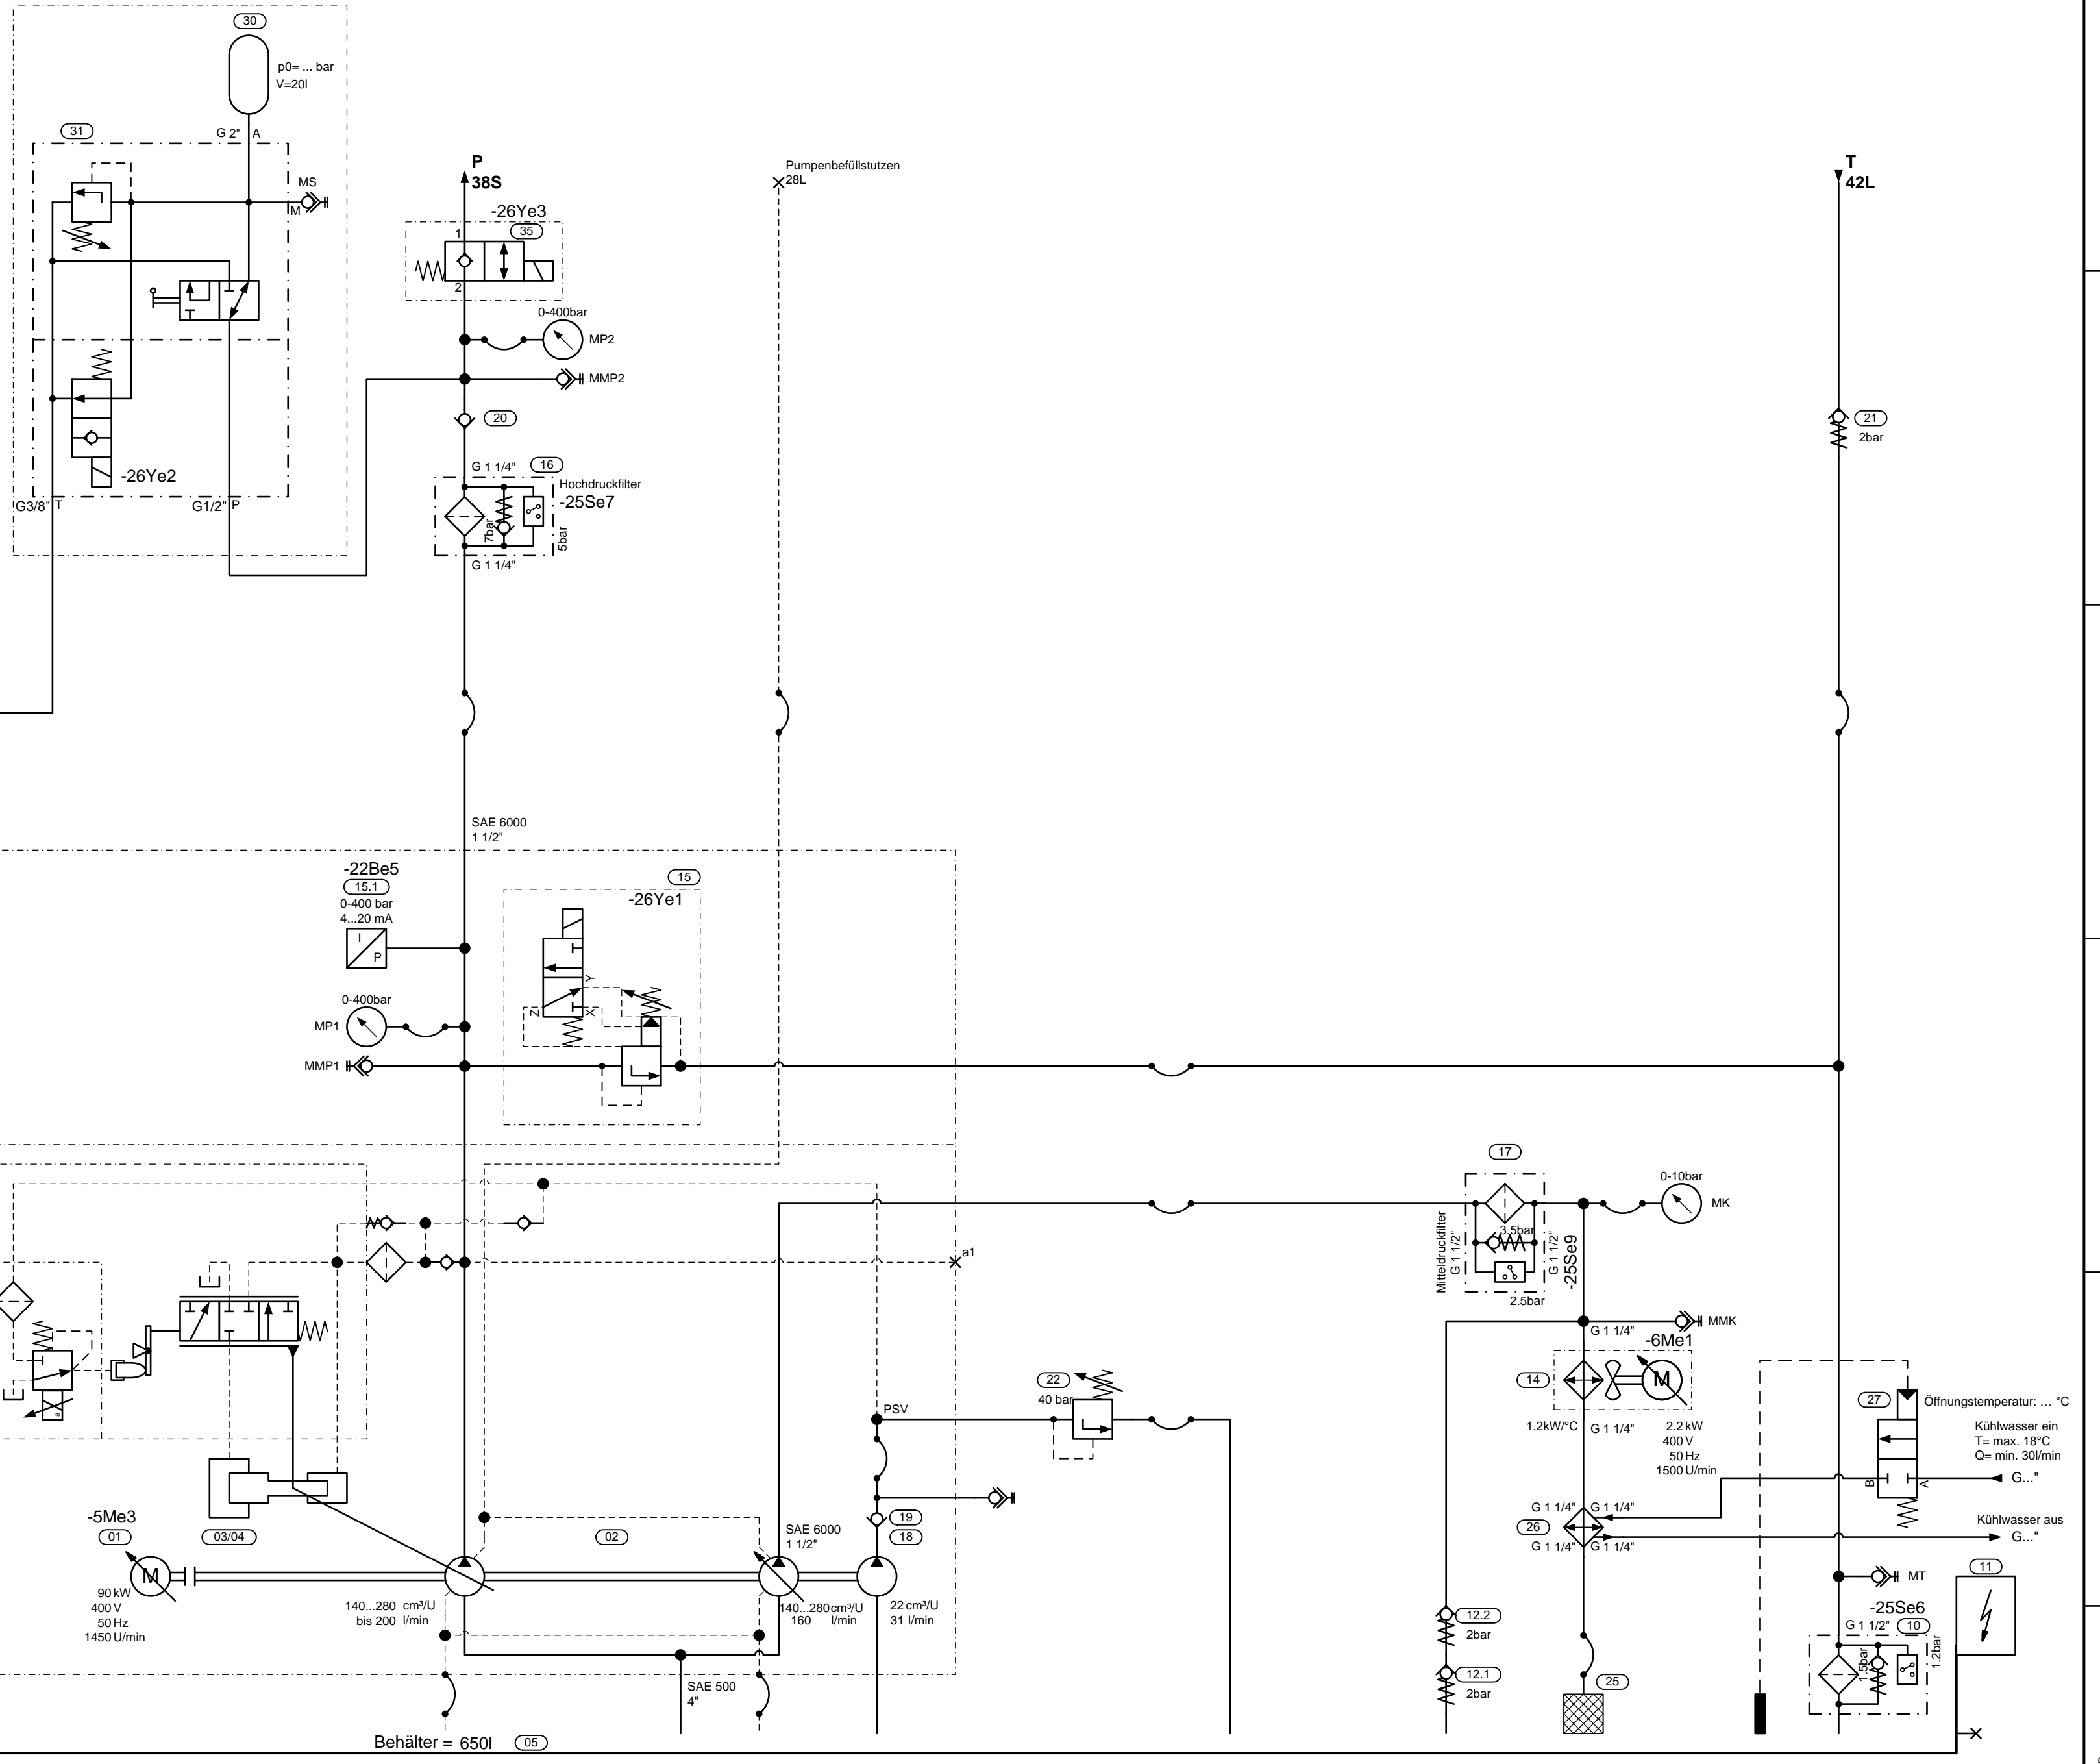 30
p0= ... bar
V=20l
31
G 2" A
MS
M
P
38S
Pumpenbefüllstutzen
28L
T
42L
-26Ye3
35
1
2
0-400bar
MP2
MMP2
20
21
2bar
-26Ye2
G3/8" T
G1/2" P
G 1 1/4"
16
Hochdruckfilter
-25Se7
7bar
5bar
G 1 1/4"
SAE 6000
1 1/2"
-22Be5
15.1
0-400 bar
4...20 mA
I
P
15
-26Ye1
Y
Z
X
0-400bar
MP1
MMP1
17
0-10bar
MK
Mitteldruckfilter
G 1 1/2"
3.5bar
G 1 1/2"
-25Se9
2.5bar
a1
MMK
G 1 1/4"
-6Me1
14
M
1.2kW/°C
G 1 1/4"
2.2 kW
400 V
50 Hz
1500 U/min
22
40 bar
PSV
27
Öffnungstemperatur: ... °C
Kühlwasser ein
T= max. 18°C
Q= min. 30l/min
B
A
G..."
a
G 1 1/4" G 1 1/4"
26
G 1 1/4" G 1 1/4"
Kühlwasser aus
G..."
-5Me3
01
03/04
02
SAE 6000
1 1/2"
19
18
M
90 kW
400 V
50 Hz
1450 U/min
140...280 cm³/U
bis 200 l/min
140...280cm³/U
160 l/min
22 cm³/U
31 l/min
11
MT
-25Se6
G 1 1/2"
10
1.5bar
1.2bar
12.2
2bar
12.1
2bar
25
SAE 500
4"
Behälter = 650l
05